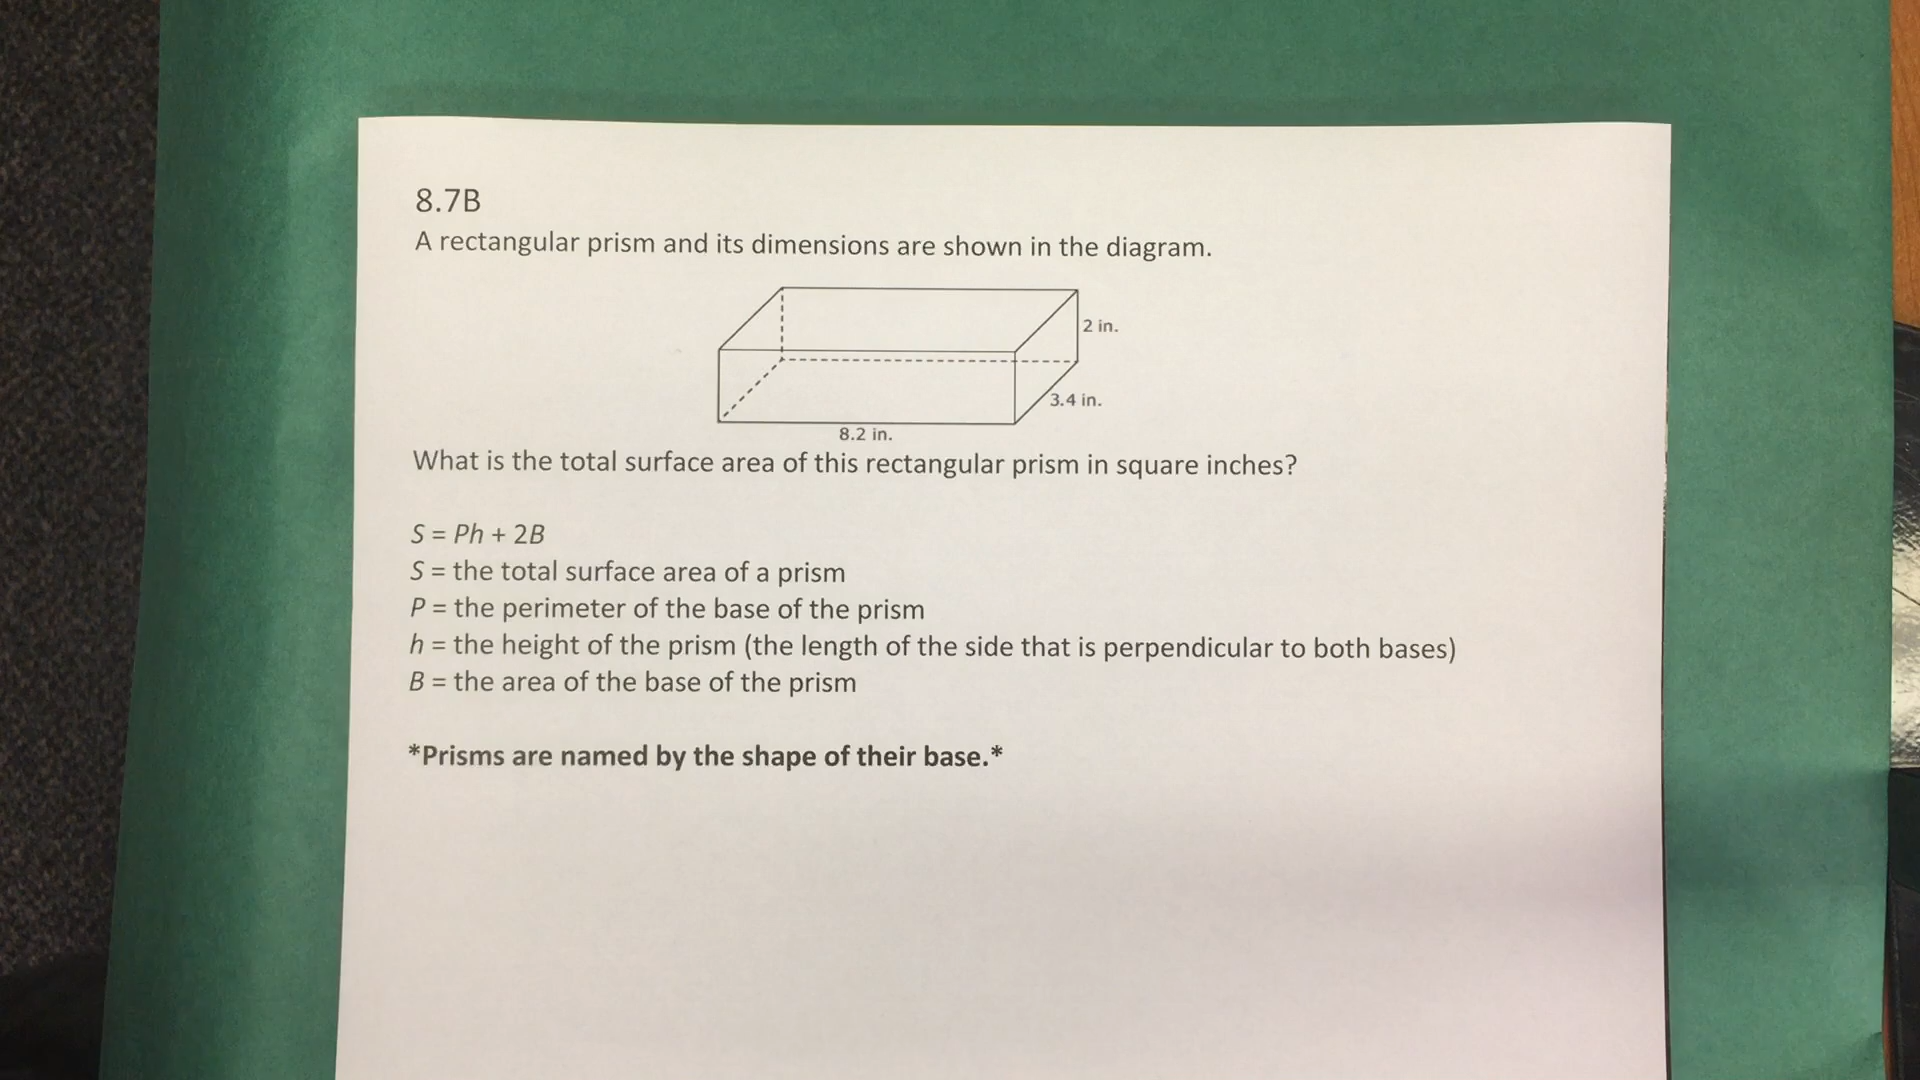 8.7B
A rectangular prism and its dimensions are shown in the diagram.
2 in.
3.4 in.
8.2 in.
What is the total surface area of this rectangular prism in square inches?
S = Ph + 2B
S = the total surface area of a prism
P = the perimeter of the base of the prism
h = the height of the prism (the length of the side that is perpendicular to both bases)
B = the area of the base of the prism
*Prisms are named by the shape of their base.*